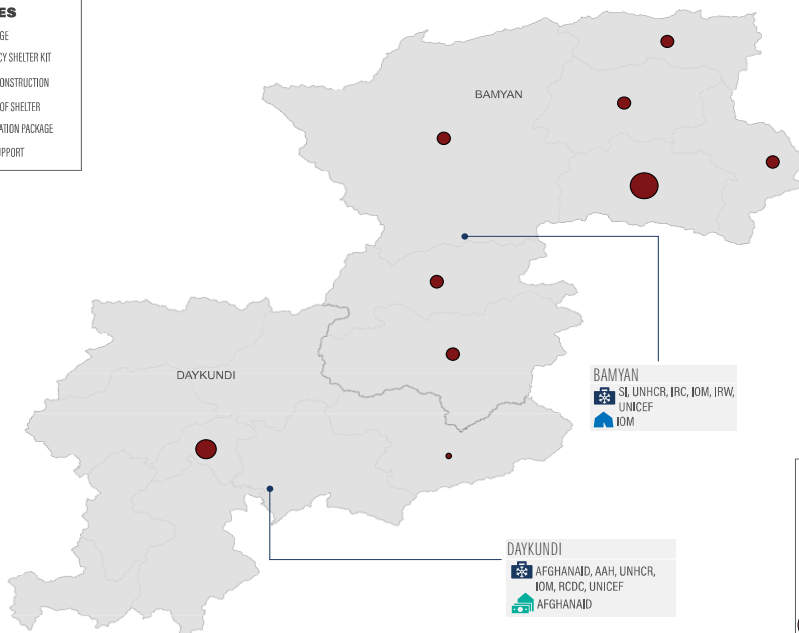 ES
GE
CY SHELTER KIT
ONSTRUCTION
OF SHELTER
ATION PACKAGE
UPPORT
BAMYAN
DAYKUNDI
BAMYAN
SI, UNHCR, IRC, IOM, IRW,
UNICEF
IOM
DAYKUNDI
AFGHANAID, AAH, UNHCR,
IOM, RCDC, UNICEF
AFGHANAID